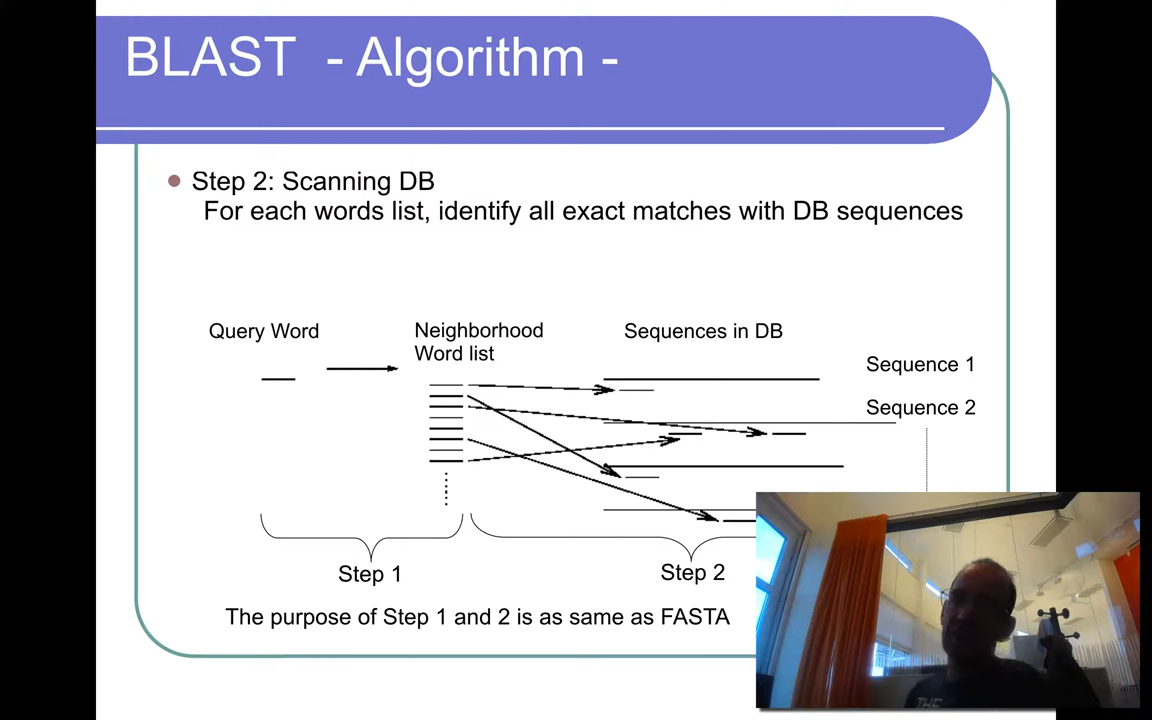 BLAST - Algorithm -
Step 2: Scanning DB
For each words list, identify all exact matches with DB sequences
Query Word
Neighborhood
Word list
Sequences in DB
Sequence 1
Sequence 2
Step 1
Step 2
The purpose of Step 1 and 2 is as same as FASTA
THE